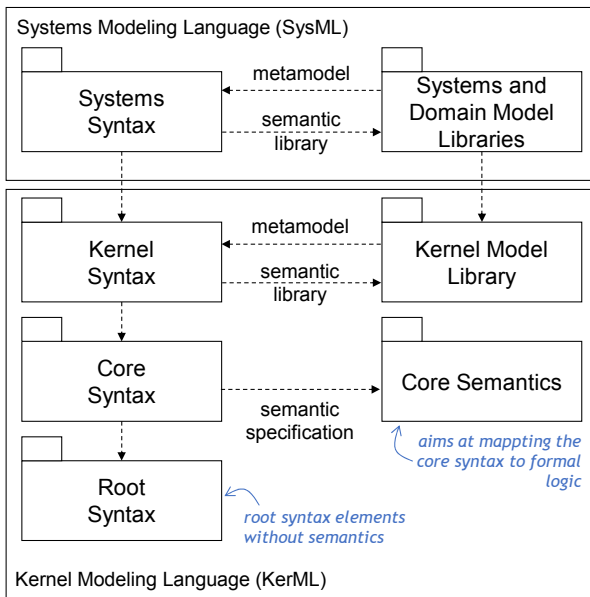 Systems Modeling Language (SysML)
Systems
Syntax
metamodel
semantic
library
Systems and
Domain Model
Libraries
Kernel
Syntax
metamodel
semantic
library
Kernel Model
Library
Core
Syntax
semantic
specification
Core Semantics
aims at mappting the
core syntax to formal
logic
Root
Syntax
root syntax elements
without semantics
Kernel Modeling Language (KerML)